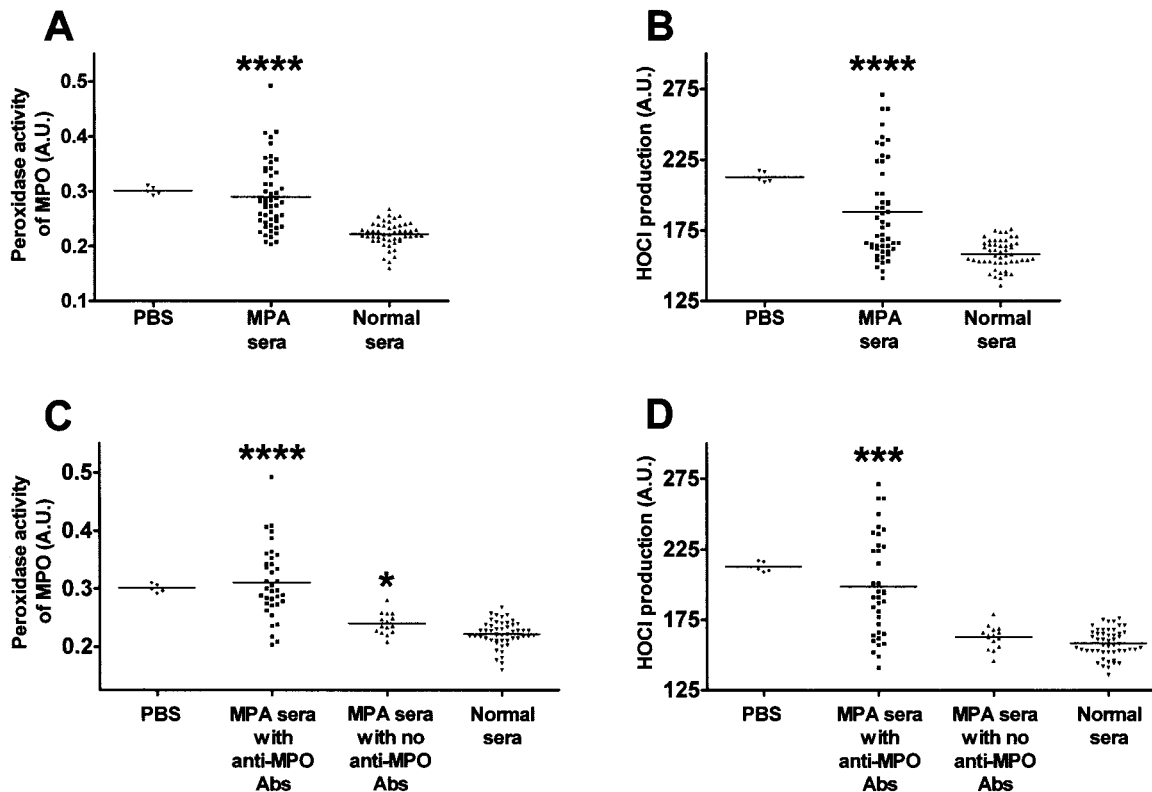 A
Peroxidase activity
of MPO (A.U.)
0.5
0.4
0.3
0.2
0.1
****
PBS
MPA
sera
Normal
sera
B
HOCl production (A.U.)
275
225
175
125
****
PBS
MPA
sera
Normal
sera
C
Peroxidase activity
of MPO (A.U.)
0.5
0.4
0.3
0.2
****
*
PBS
MPA sera
with
anti-MPO
Abs
MPA sera
with no
anti-MPO
Abs
Normal
sera
D
HOCl production (A.U.)
275
225
175
125
***
PBS
MPA sera
with
anti-MPO
Abs
MPA sera
with no
anti-MPO
Abs
Normal
sera